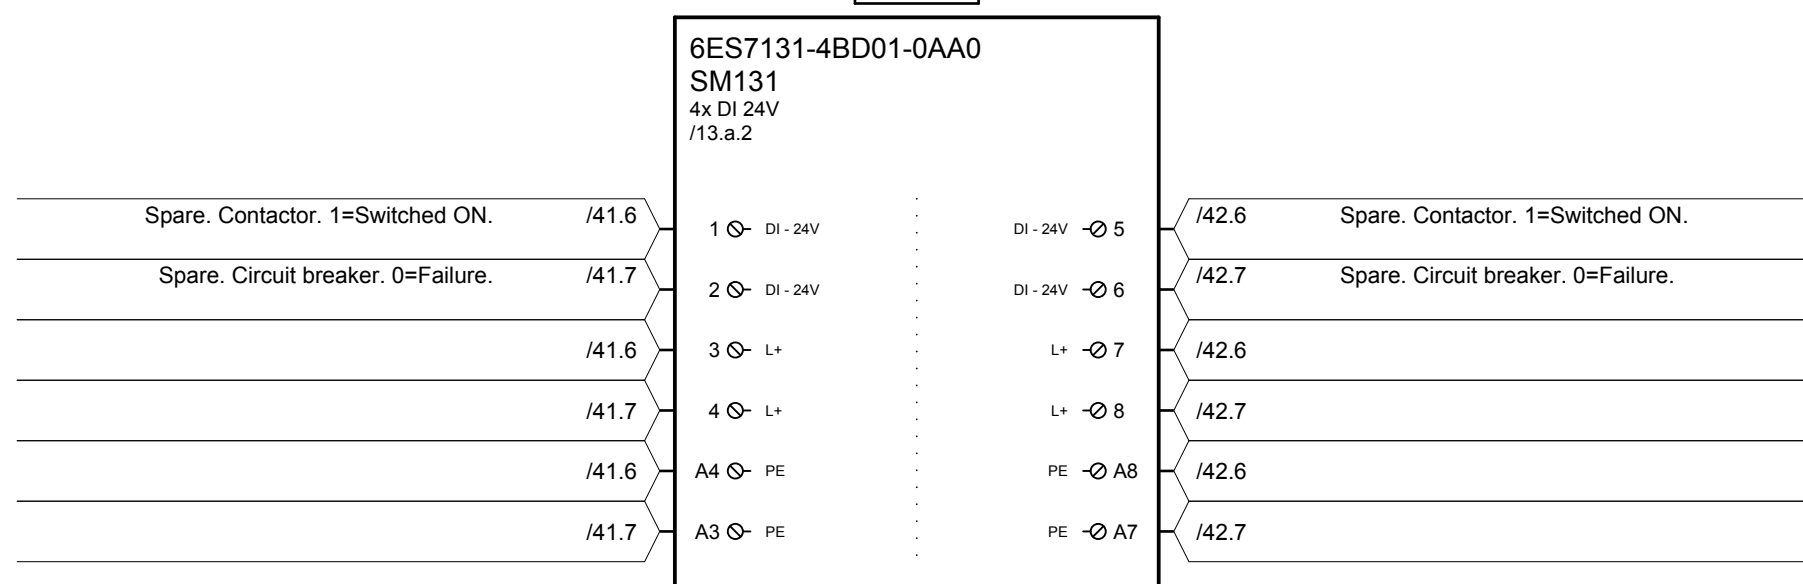 6ES7131-4BD01-0AA0
SM131
4x DI 24V
/13.a.2
Spare. Contactor. 1=Switched ON. /41.6 1 DI - 24V DI - 24V 5 /42.6 Spare. Contactor. 1=Switched ON.
Spare. Circuit breaker. 0=Failure. /41.7 2 DI - 24V DI - 24V 6 /42.7 Spare. Circuit breaker. 0=Failure.
/41.6 3 L+ L+ 7 /42.6
/41.7 4 L+ L+ 8 /42.7
/41.6 A4 PE PE A8 /42.6
/41.7 A3 PE PE A7 /42.7